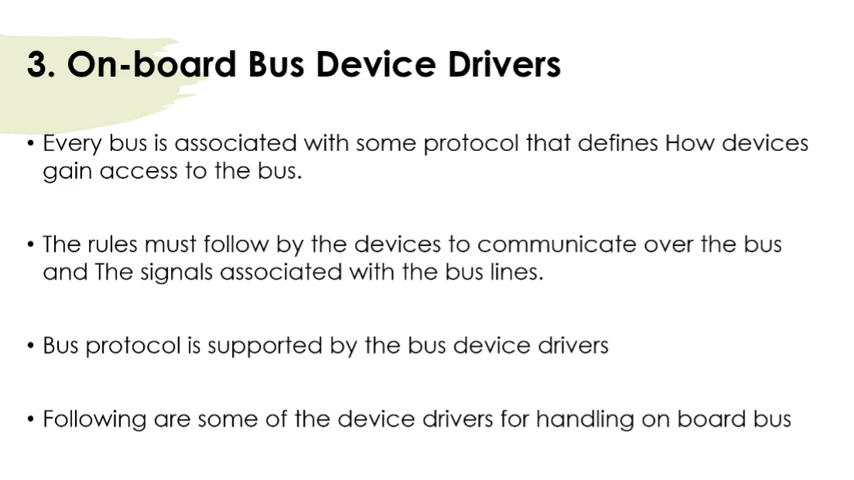 3. On-board Bus Device Drivers
• Every bus is associated with some protocol that defines How devices
gain access to the bus.
• The rules must follow by the devices to communicate over the bus
and The signals associated with the bus lines.
• Bus protocol is supported by the bus device drivers
• Following are some of the device drivers for handling on board bus